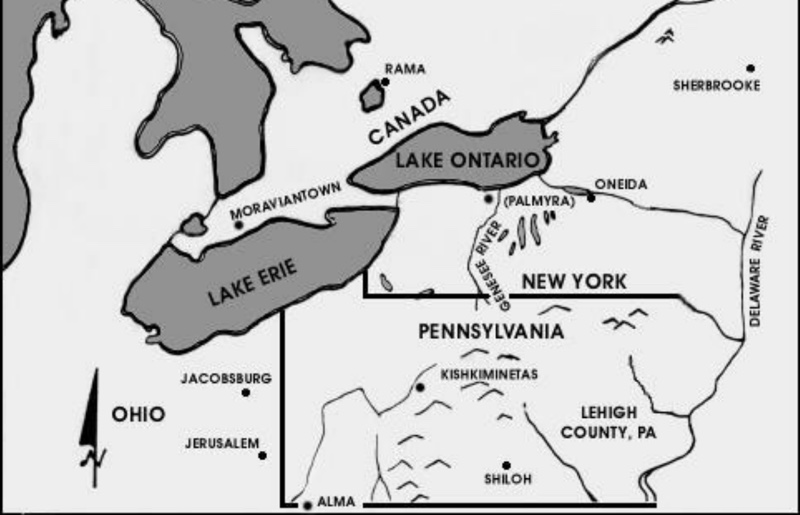 RAMA
SHERBROOKE
CANADA
LAKE ONTARIO
MORAVIANTOWN
ONEIDA
(PALMYRA)
GENESEE RIVER
DELAWARE RIVER
LAKE ERIE
NEW YORK
PENNSYLVANIA
JACOBSBURG
KISHKIMINETAS
OHIO
LEHIGH
COUNTY, PA
JERUSALEM
N
SHILOH
ALMA